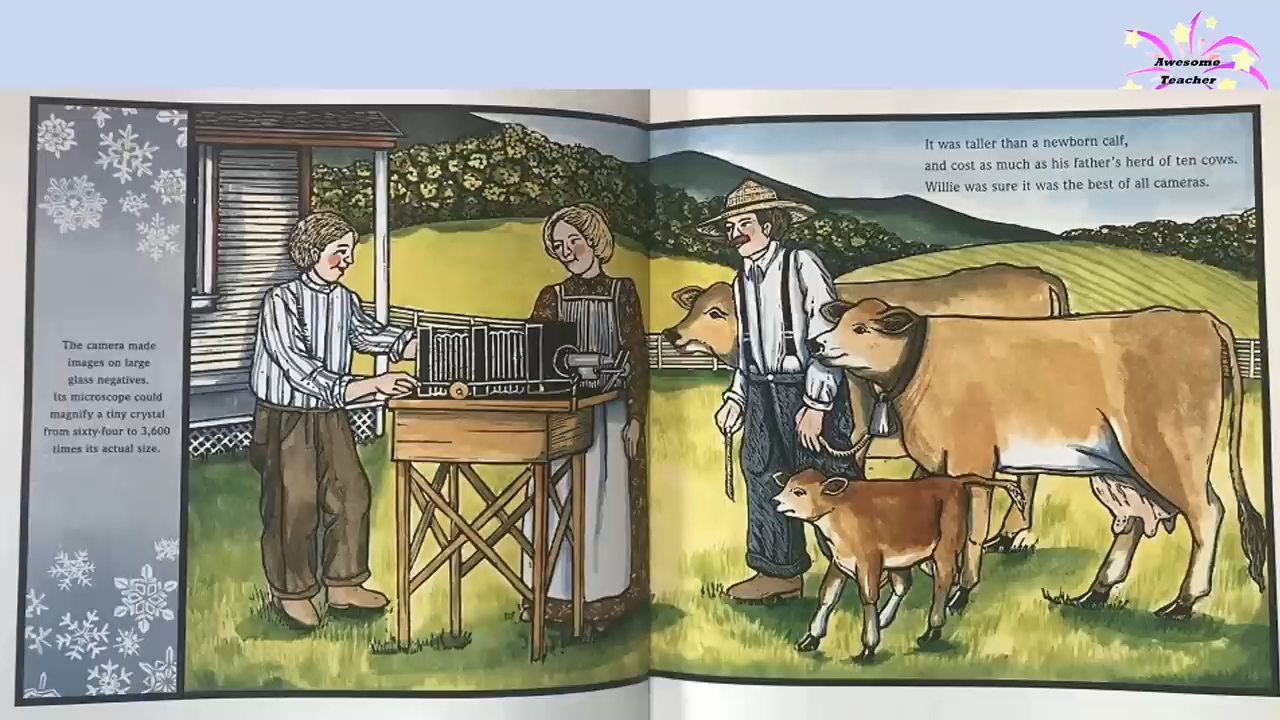 Awesome
Teacher
It was taller than a newborn calf,
and cost as much as his father's herd of ten cows.
Willie was sure it was the best of all cameras.
The camera made
images on large
glass negatives.
Its microscope could
magnify a tiny crystal
from sixty-four to 3,600
times its actual size.